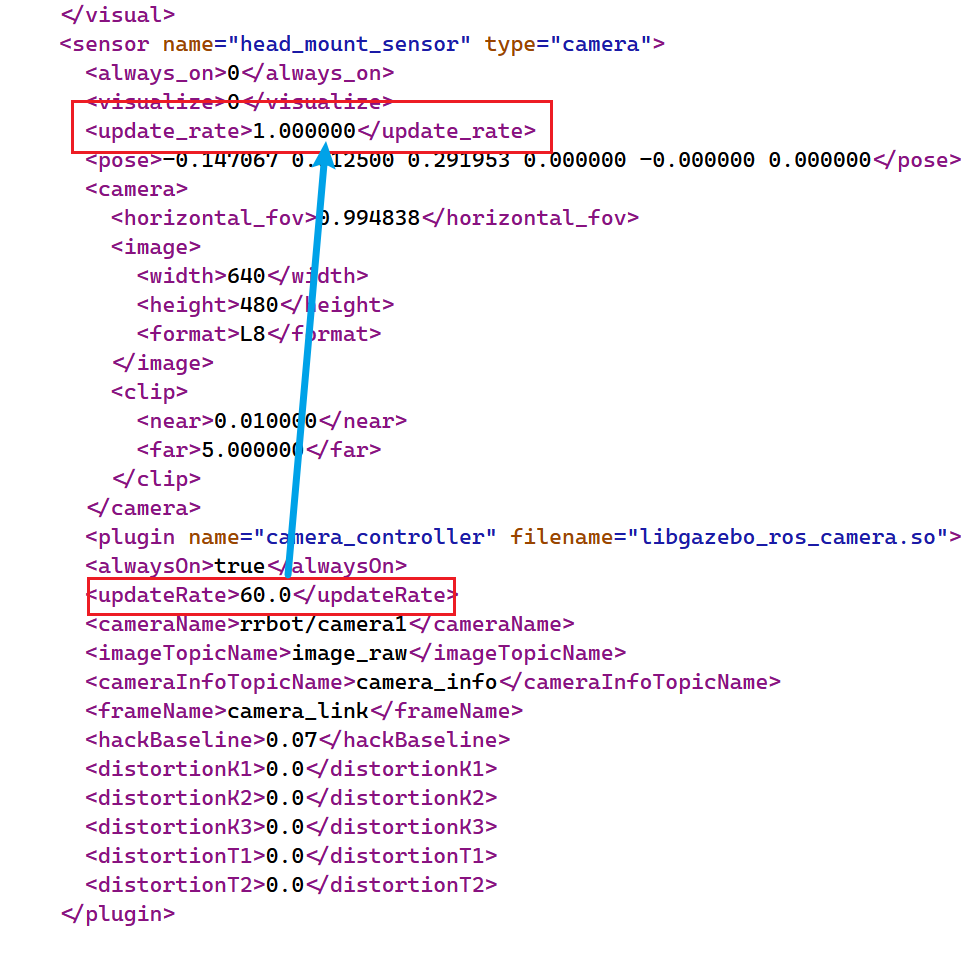 </visual>
<sensor name="head_mount_sensor" type="camera">
<always_on>0</always_on>
<visualize>0</visualize>
<update_rate>1.000000</update_rate>
<pose>-0.147067 0.012500 0.291953 0.000000 -0.000000 0.000000</pose>
<camera>
<horizontal_fov>0.994838</horizontal_fov>
<image>
<width>640</width>
<height>480</height>
<format>L8</format>
</image>
<clip>
<near>0.010000</near>
<far>5.000000</far>
</clip>
</camera>
<plugin name="camera_controller" filename="libgazebo_ros_camera.so">
<alwaysOn>true</alwaysOn>
<updateRate>60.0</updateRate>
<cameraName>rrbot/camera1</cameraName>
<imageTopicName>image_raw</imageTopicName>
<cameraInfoTopicName>camera_info</cameraInfoTopicName>
<frameName>camera_link</frameName>
<hackBaseline>0.07</hackBaseline>
<distortionK1>0.0</distortionK1>
<distortionK2>0.0</distortionK2>
<distortionK3>0.0</distortionK3>
<distortionT1>0.0</distortionT1>
<distortionT2>0.0</distortionT2>
</plugin>